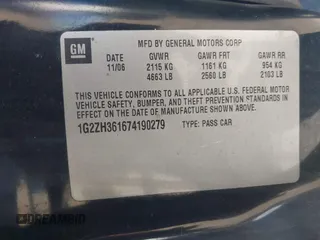 GM
MFD BY GENERAL MOTORS CORP
DATE GVWR GAWR FRT GAWR RR
11/06 2115 KG 1161 KG 954 KG
4663 LB 2560 LB 2103 LB
THIS VEHICLE CONFORMS TO ALL APPLICABLE U.S. FEDERAL MOTOR
VEHICLE SAFETY, BUMPER, AND THEFT PREVENTION STANDARDS IN
EFFECT ON THE DATE OF MANUFACTURE SHOWN ABOVE.
1G2ZH361674190279 TYPE: PASS CAR
DREAMBID